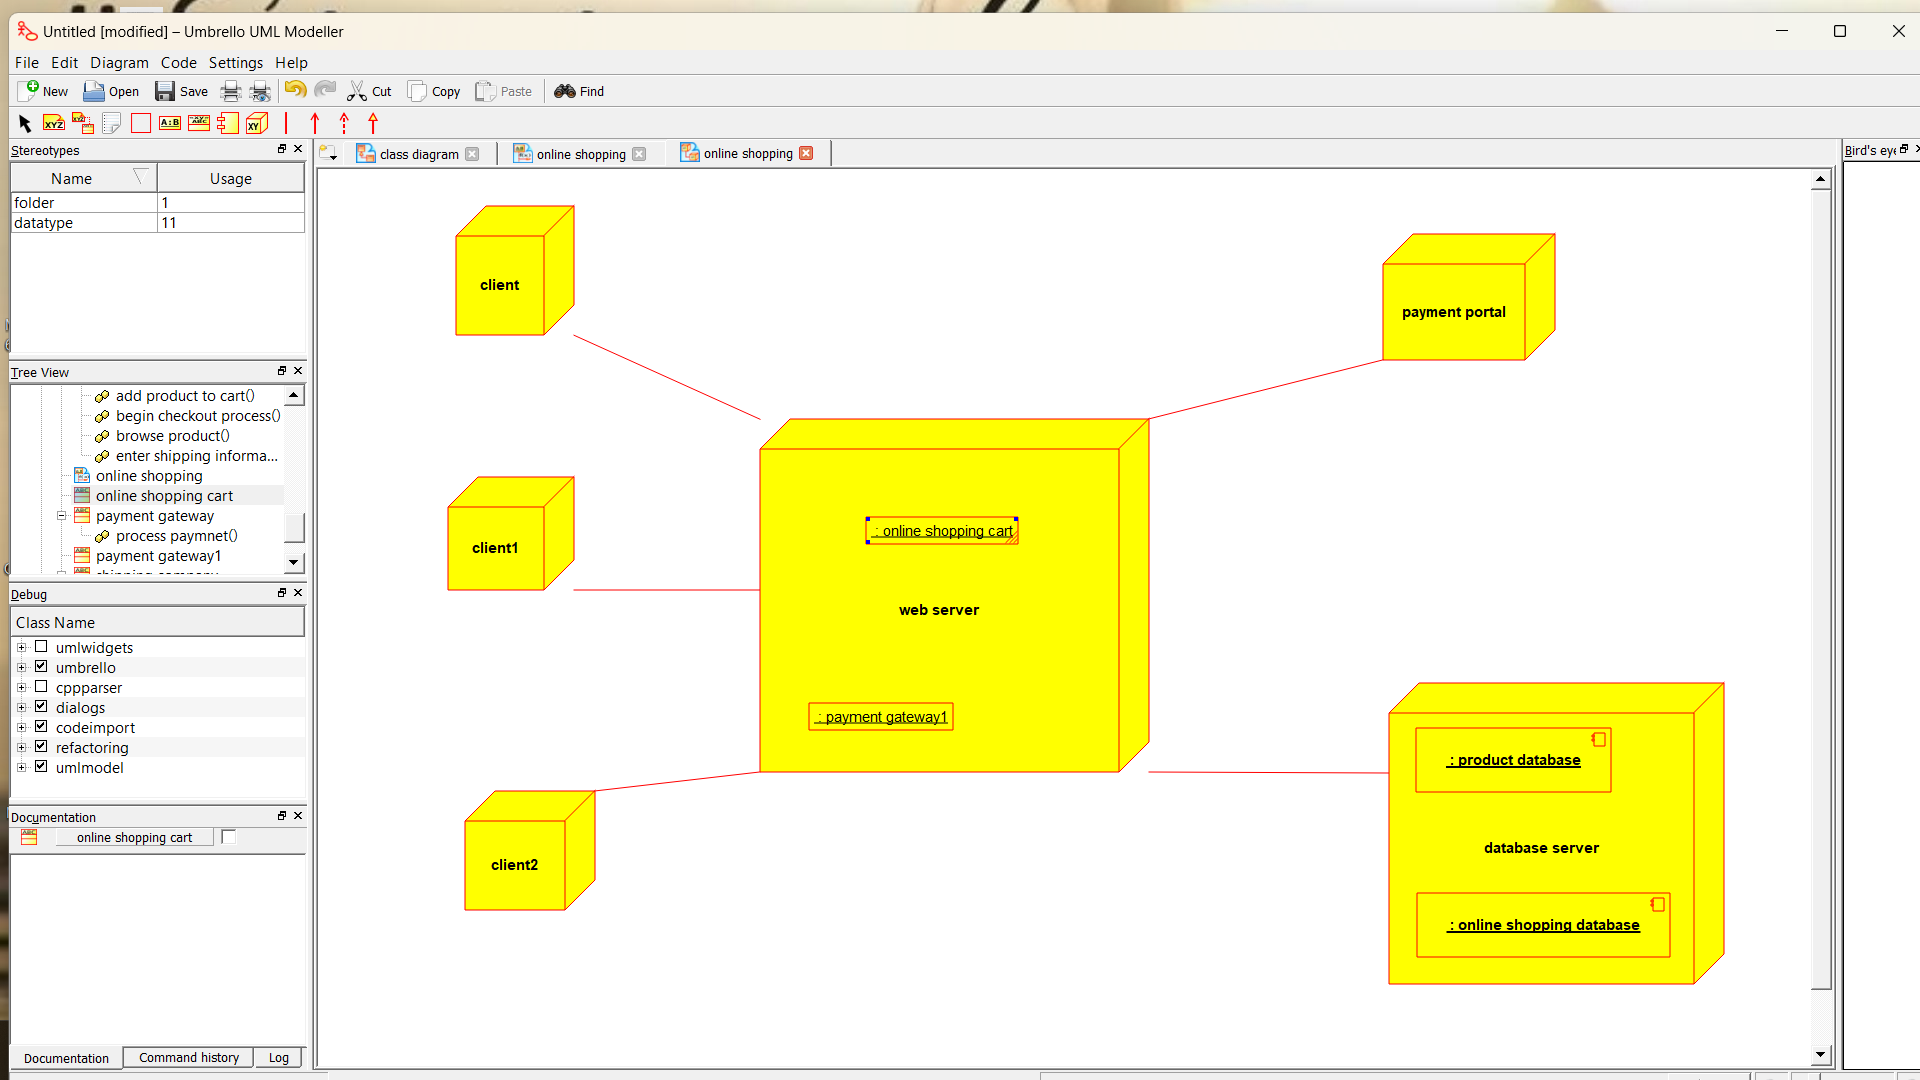 Untitled [modified] – Umbrello UML Modeller
File Edit Diagram Code Settings Help
New Open Save Cut Copy Paste Find
XYZ A:B ABC XY
Stereotypes
Name Usage
folder 1
datatype 11
Tree View
add product to cart()
begin checkout process()
browse product()
enter shipping informa...
online shopping
online shopping cart
payment gateway
process paymnet()
payment gateway1
Debug
Class Name
umlwidgets
umbrello
cppparser
dialogs
codeimport
refactoring
umlmodel
Documentation
online shopping cart
Documentation Command history Log
class diagram online shopping online shopping
Bird's eye
client
payment portal
client1
: online shopping cart
web server
: payment gateway1
client2
: product database
database server
: online shopping database